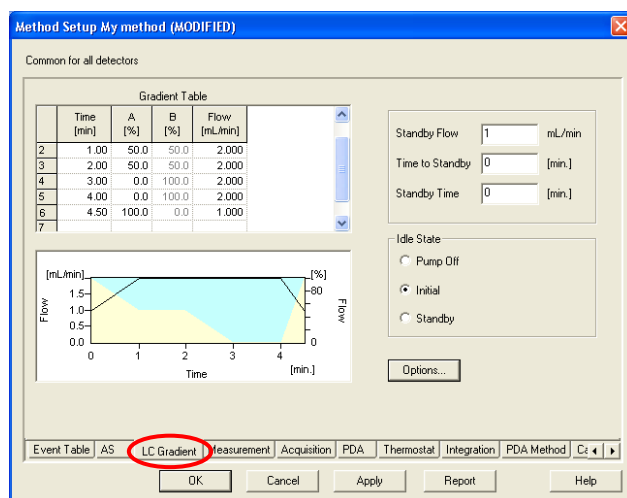 Method Setup My method (MODIFIED)
Common for all detectors
Gradient Table
Time [min] A [%] B [%] Flow [mL/min]
2 1.00 50.0 50.0 2.000
3 2.00 50.0 50.0 2.000
4 3.00 0.0 100.0 2.000
5 4.00 0.0 100.0 2.000
6 4.50 100.0 0.0 1.000
7
Standby Flow 1 mL/min
Time to Standby 0 [min.]
Standby Time 0 [min.]
Idle State
Pump Off
Initial
Standby
Options...
[mL/min]
Flow
1.5
1.0
0.5
0.0
[%]
80
0
Flow
0 1 2 3 4 [min.]
Time
Event Table AS LC Gradient Measurement Acquisition PDA Thermostat Integration PDA Method
OK Cancel Apply Report Help